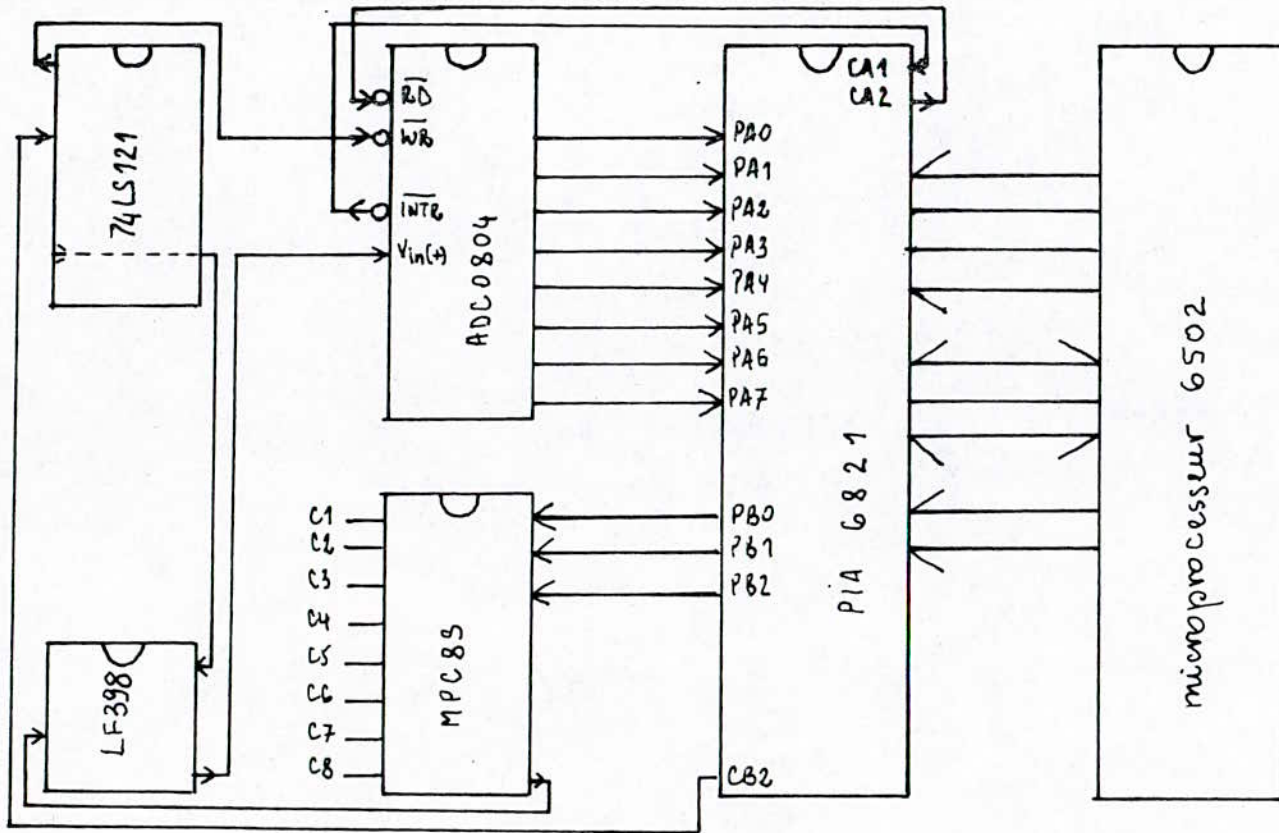 74LS121
RD
WR
INTR
Vin(+)
ADC0804
CA1
CA2
PA0
PA1
PA2
PA3
PA4
PA5
PA6
PA7
PB0
PB1
PB2
CB2
PIA 6821
microprocesseur 6502
C1
C2
C3
C4
C5
C6
C7
C8
MPC8S
LF398